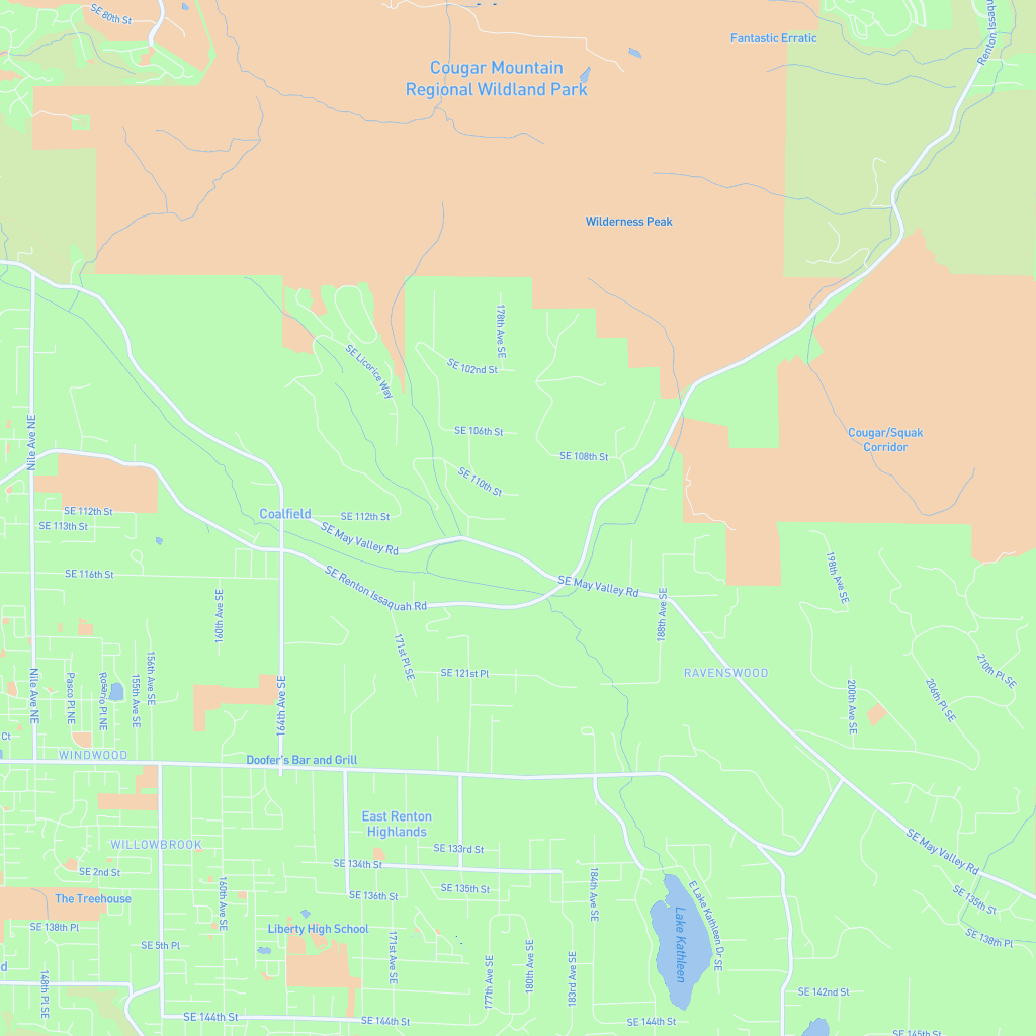 SE 80th St
Fantastic Erratic
Cougar Mountain
Regional Wildland Park
Wilderness Peak
178th Ave SE
SE Licorice Way
SE 102nd St
SE 106th St
SE 108th St
SE 110th St
Cougar/Squak
Corridor
Nile Ave NE
SE 112th St
SE 113th St
Coalfield
SE 112th St
SE May Valley Rd
SE 116th St
SE Renton Issaquah Rd
SE May Valley Rd
160th Ave SE
188th Ave SE
198th Ave SE
171st Pl SE
SE 121st Pl
RAVENSWOOD
210th Pl SE
206th Pl SE
200th Ave SE
Nile Ave NE
Pasco Pl NE
Rosario Pl NE
155th Ave SE
156th Ave SE
164th Ave SE
Ct
WINDWOOD
Doofer's Bar and Grill
East Renton
Highlands
WILLOWBROOK
SE 133rd St
SE 134th St
SE May Valley Rd
SE 2nd St
160th Ave SE
SE 136th St
SE 135th St
184th Ave SE
E Lake Kathleen Dr SE
Lake Kathleen
SE 135th St
The Treehouse
SE 138th Pl
Liberty High School
SE 138th Pl
SE 5th Pl
171st Ave SE
177th Ave SE
180th Ave SE
183rd Ave SE
148th Pl SE
SE 142nd St
SE 144th St
SE 144th St
SE 144th St
SE 145th St